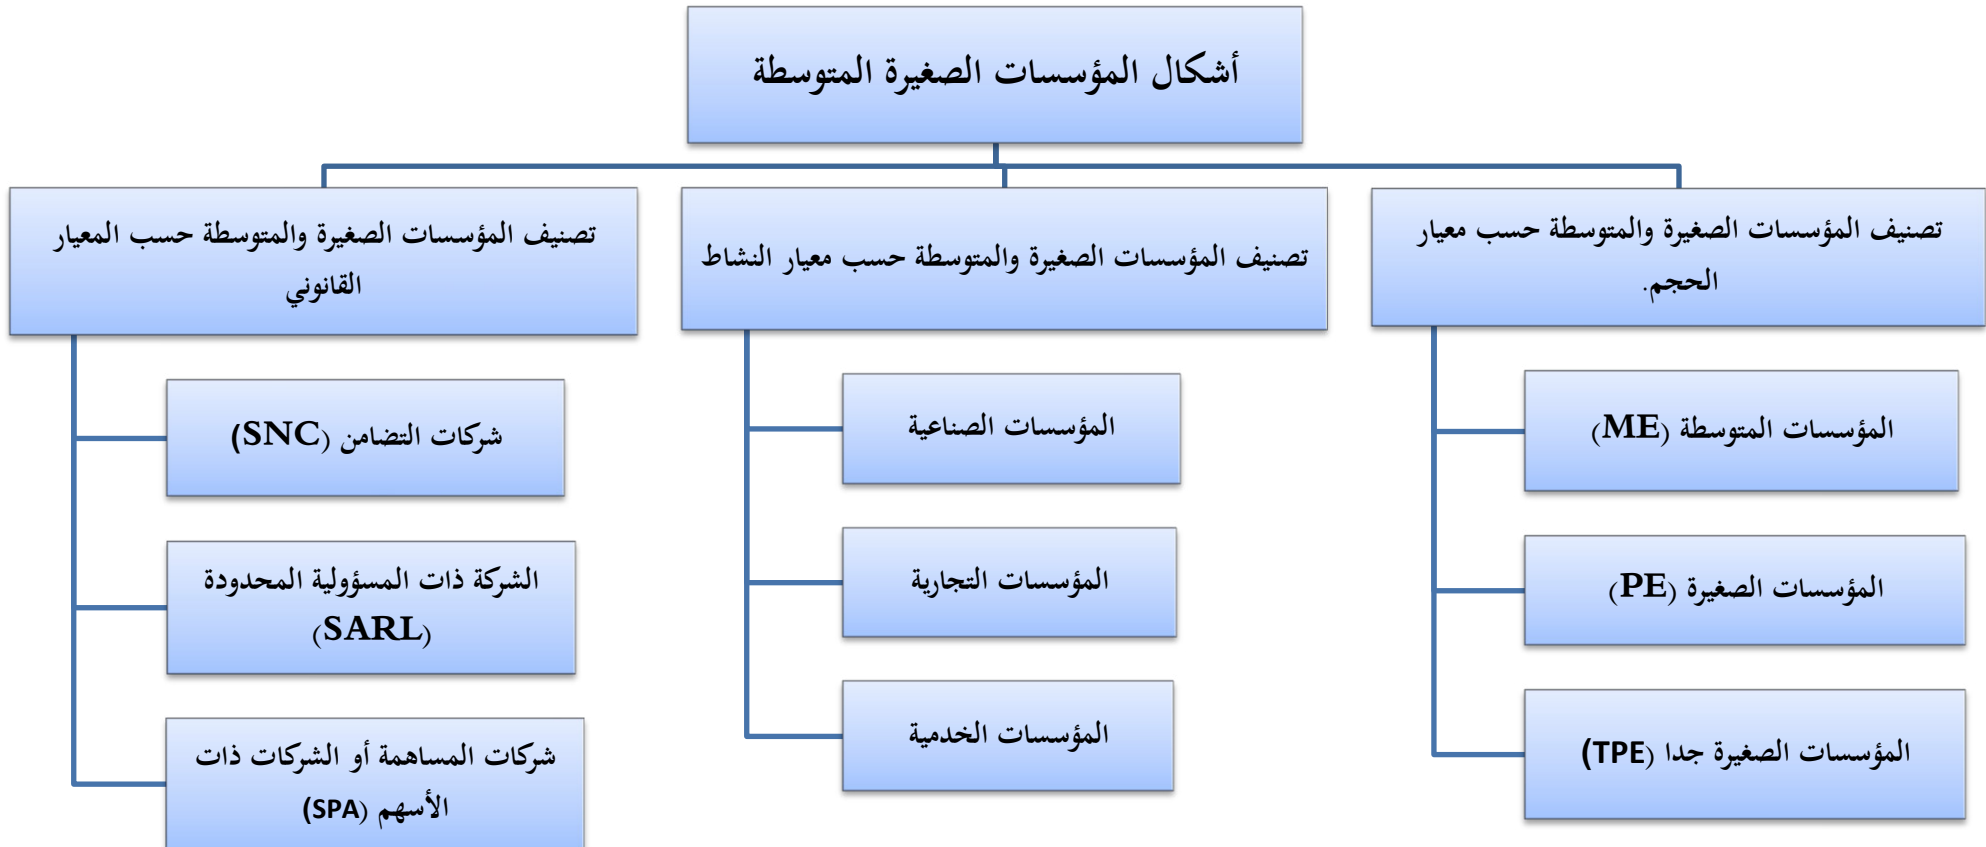 أشكال المؤسسات الصغيرة المتوسطة
تصنيف المؤسسات الصغيرة والمتوسطة حسب معيار
الحجم.
المؤسسات المتوسطة (ME)
المؤسسات الصغيرة (PE)
المؤسسات الصغيرة جدا (TPE)
تصنيف المؤسسات الصغيرة والمتوسطة حسب معيار النشاط
المؤسسات الصناعية
المؤسسات التجارية
المؤسسات الخدمية
تصنيف المؤسسات الصغيرة والمتوسطة حسب المعيار
القانوني
شركات التضامن (SNC)
الشركة ذات المسؤولية المحدودة
(SARL)
شركات المساهمة أو الشركات ذات
الأسهم (SPA)